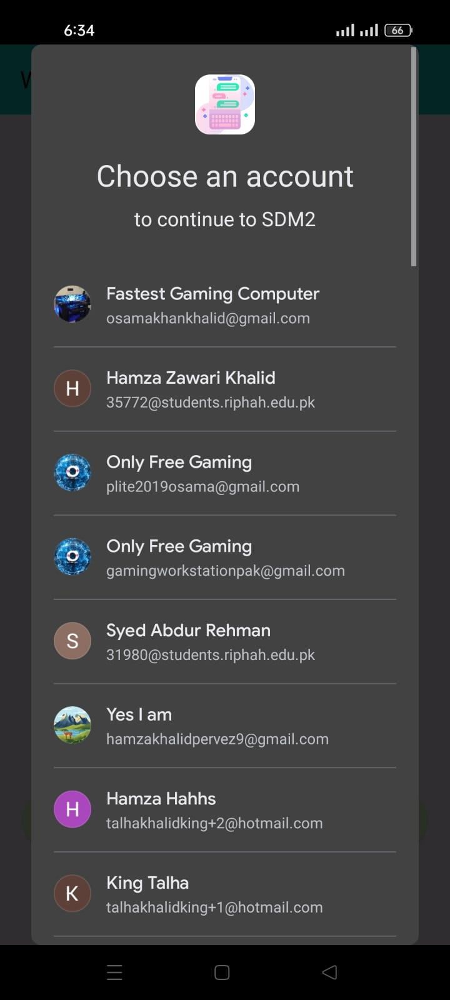 6:34
66
W
Choose an account
to continue to SDM2
Fastest Gaming Computer
osamakhankhalid@gmail.com
H
Hamza Zawari Khalid
35772@students.riphah.edu.pk
Only Free Gaming
plite2019osama@gmail.com
Only Free Gaming
gamingworkstationpak@gmail.com
S
Syed Abdur Rehman
31980@students.riphah.edu.pk
Yes I am
hamzakhalidpervez9@gmail.com
H
Hamza Hahhs
talhakhalidking+2@hotmail.com
K
King Talha
talhakhalidking+1@hotmail.com